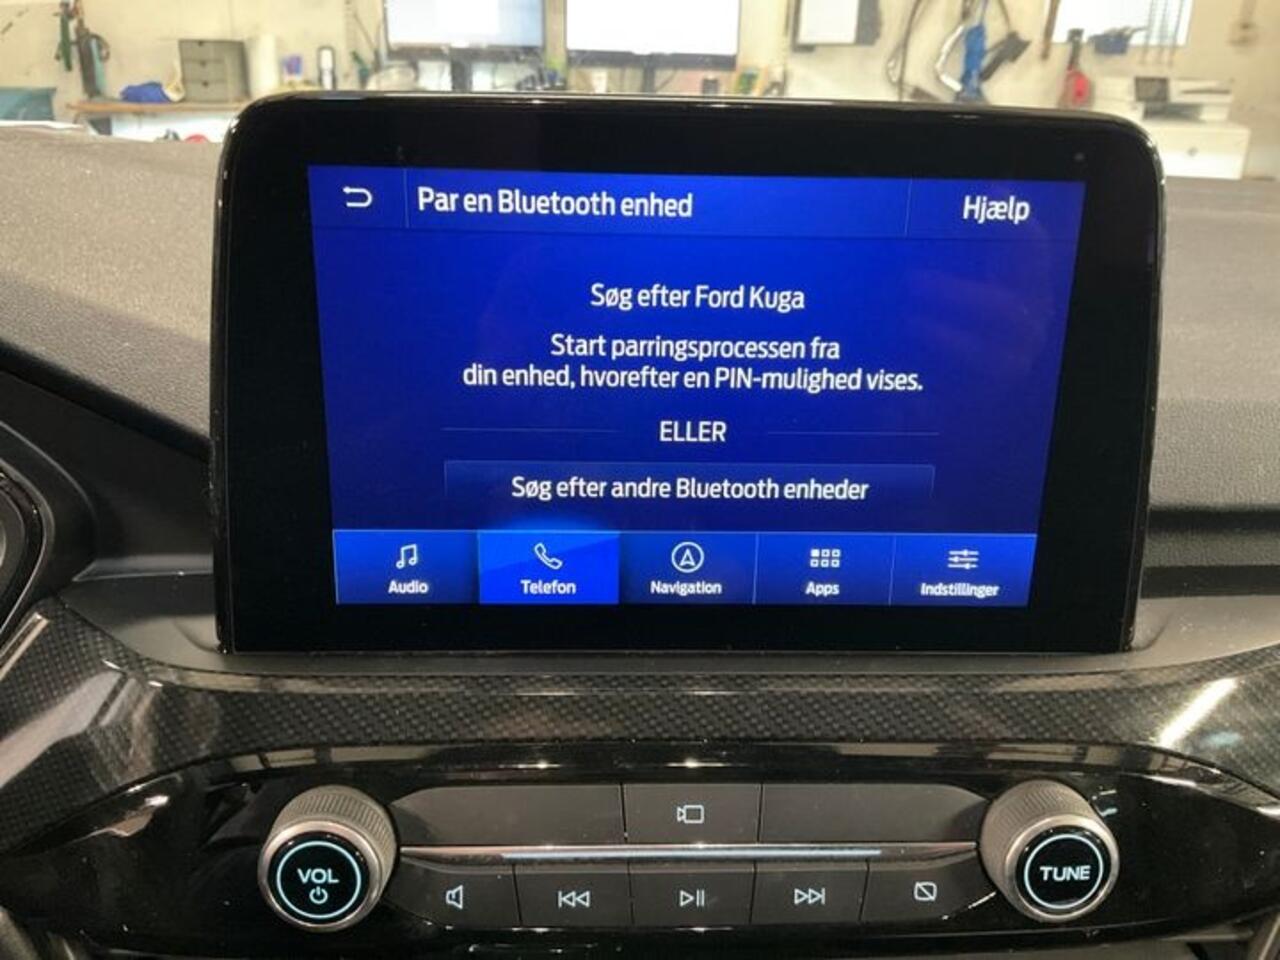 Par en Bluetooth enhed
Hjælp
Søg efter Ford Kuga
Start parringsprocessen fra
din enhed, hvorefter en PIN-mulighed vises.
ELLER
Søg efter andre Bluetooth enheder
Audio
Telefon
Navigation
Apps
Indstillinger
VOL
TUNE